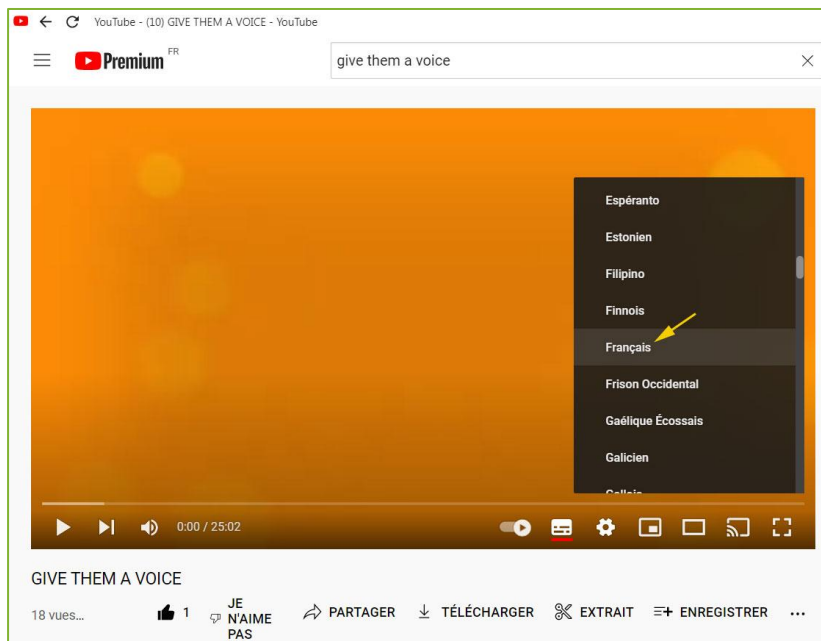 YouTube - (10) GIVE THEM A VOICE - YouTube
Premium FR
give them a voice
Espéranto
Estonien
Filipino
Finnois
Français
Frison Occidental
Gaélique Écossais
Galicien
Gallois
0:00 / 25:02
GIVE THEM A VOICE
18 vues...
1
JE
N'AIME
PAS
PARTAGER
TÉLÉCHARGER
EXTRAIT
ENREGISTRER